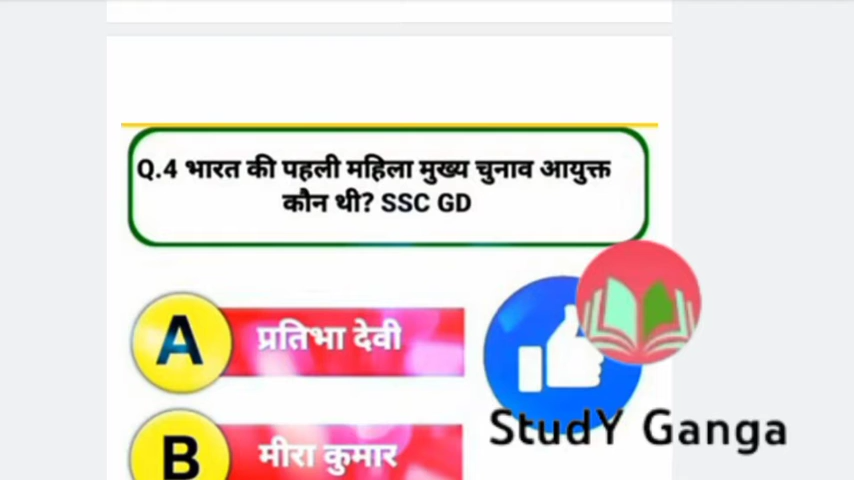 Q.4 भारत की पहली महिला मुख्य चुनाव आयुक्त
कौन थी? SSC GD
A प्रतिभा देवी
B मीरा कुमार
StudY Ganga